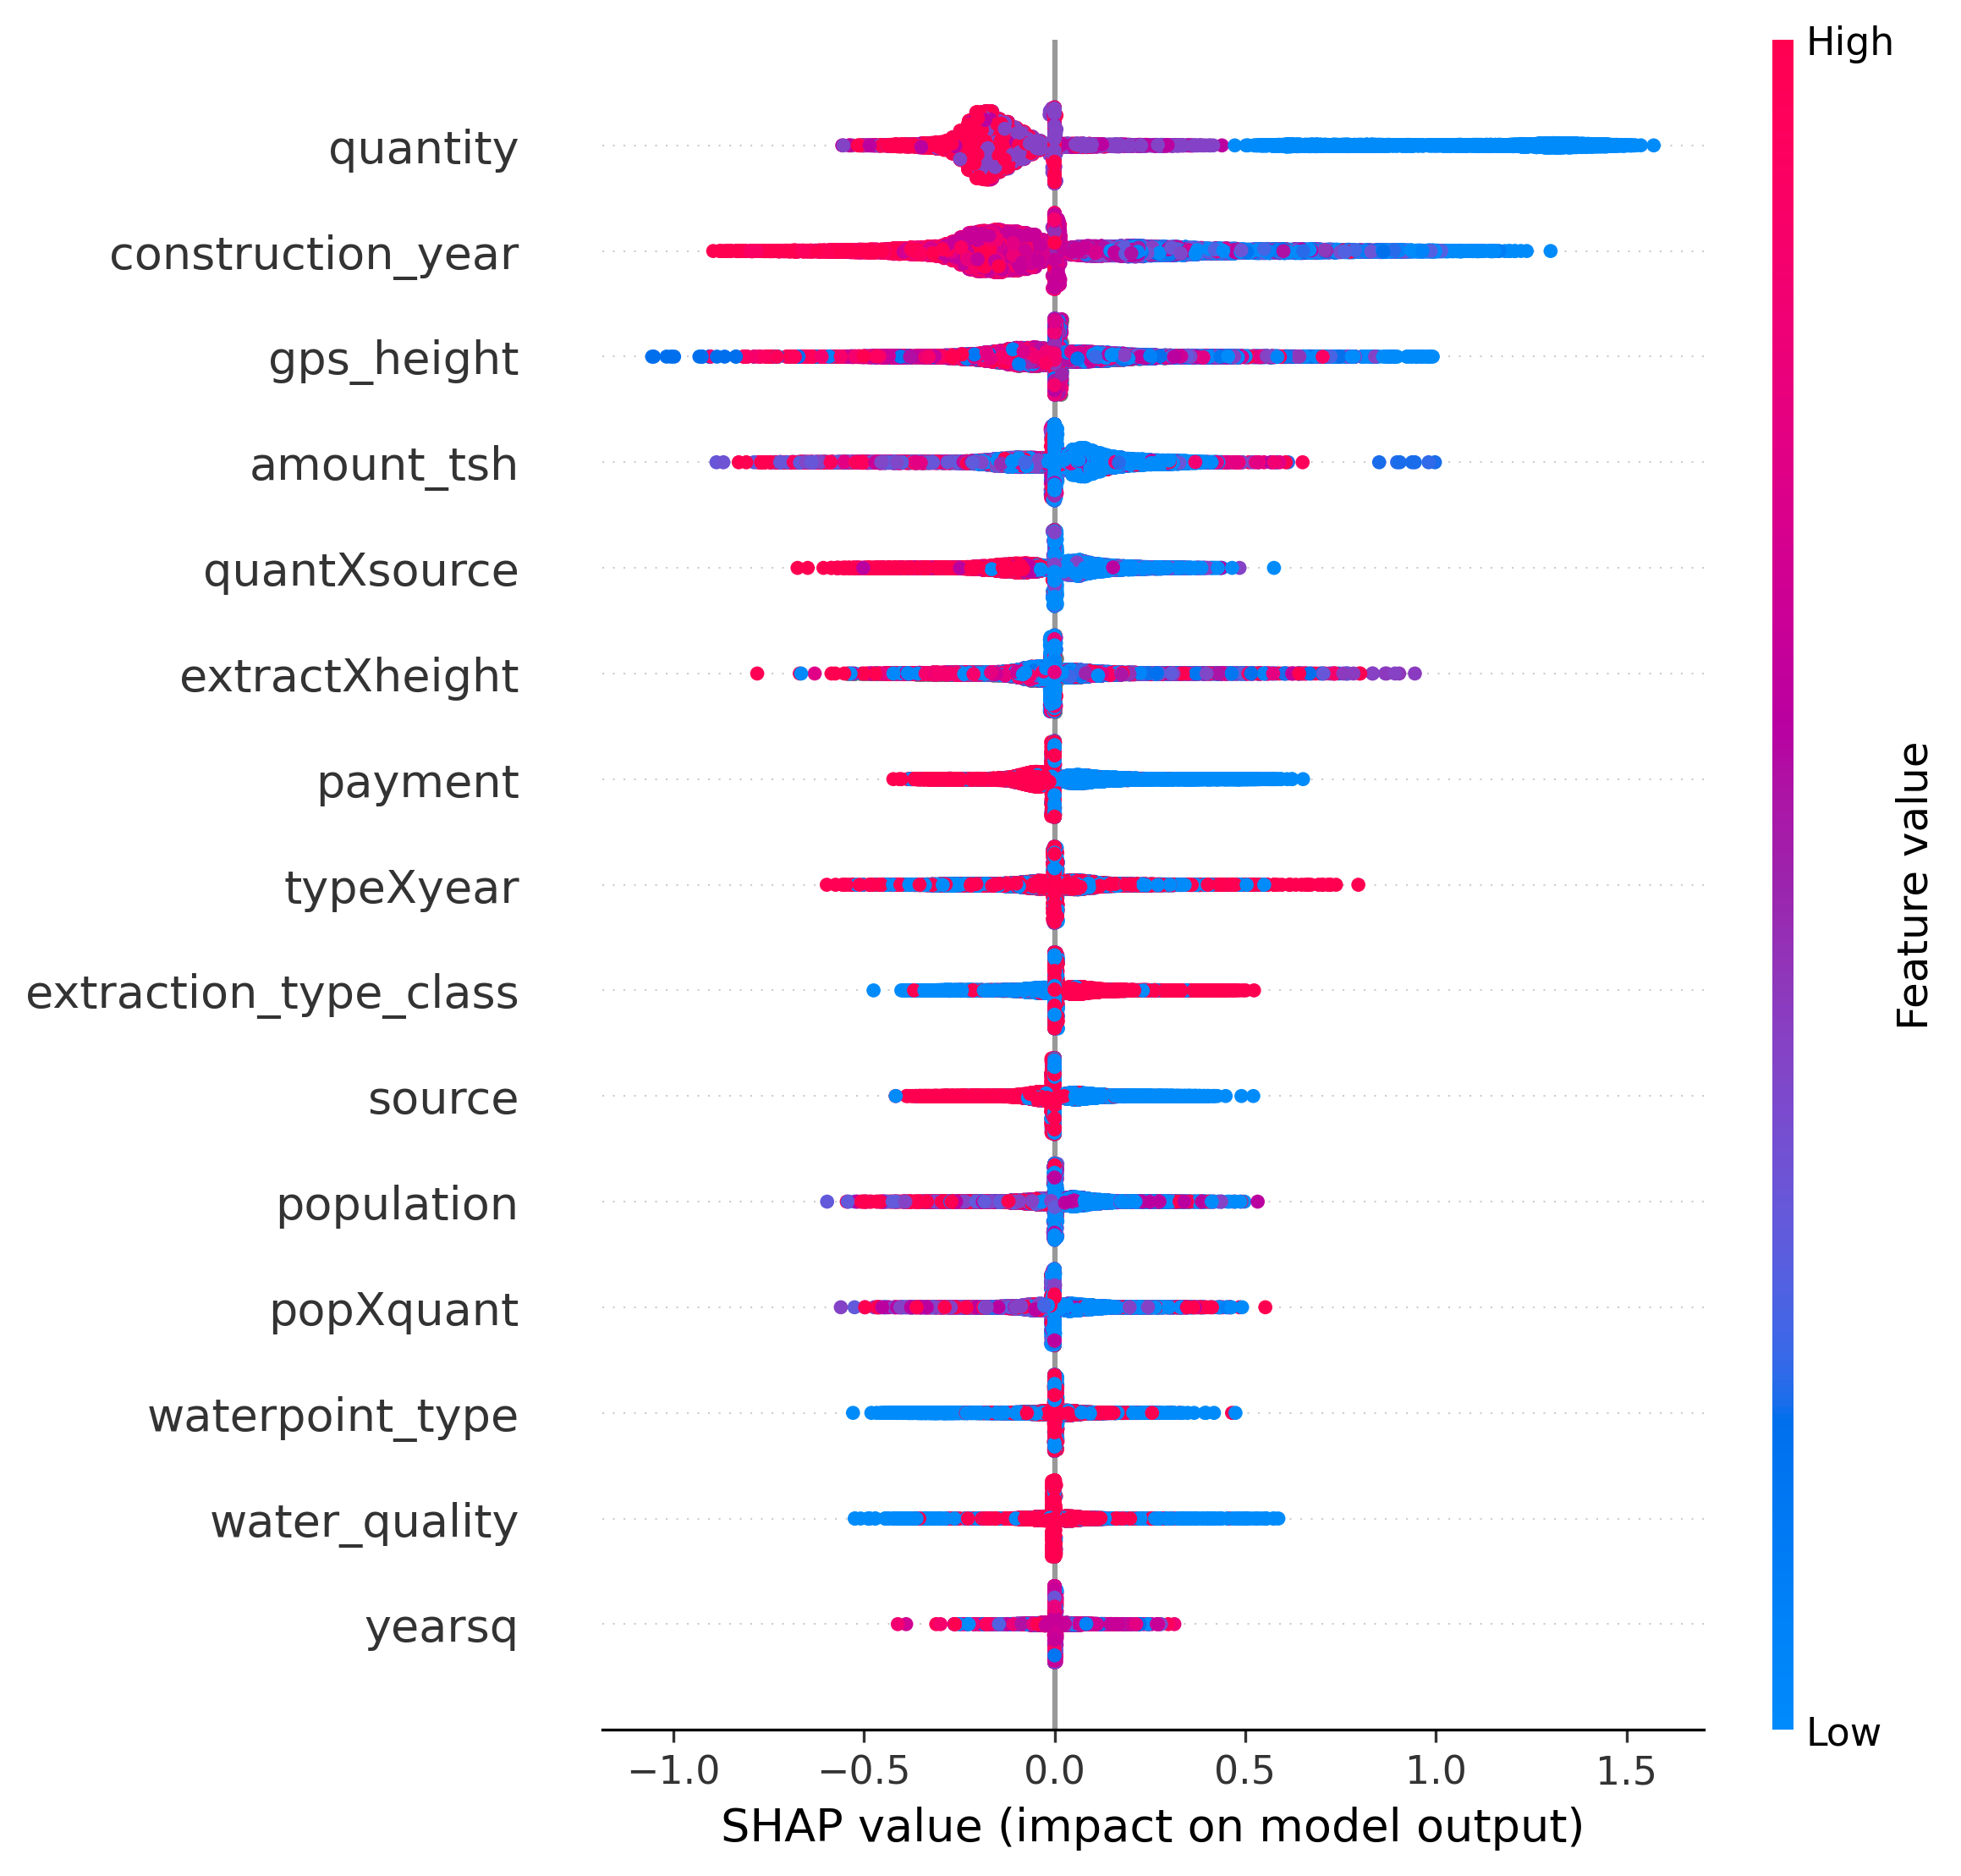 High
quantity
construction_year
gps_height
amount_tsh
quantXsource
extractXheight
payment
typeXyear
extraction_type_class
source
population
popXquant
waterpoint_type
water_quality
yearsq
Feature value
Low
−1.0 −0.5 0.0 0.5 1.0 1.5
SHAP value (impact on model output)